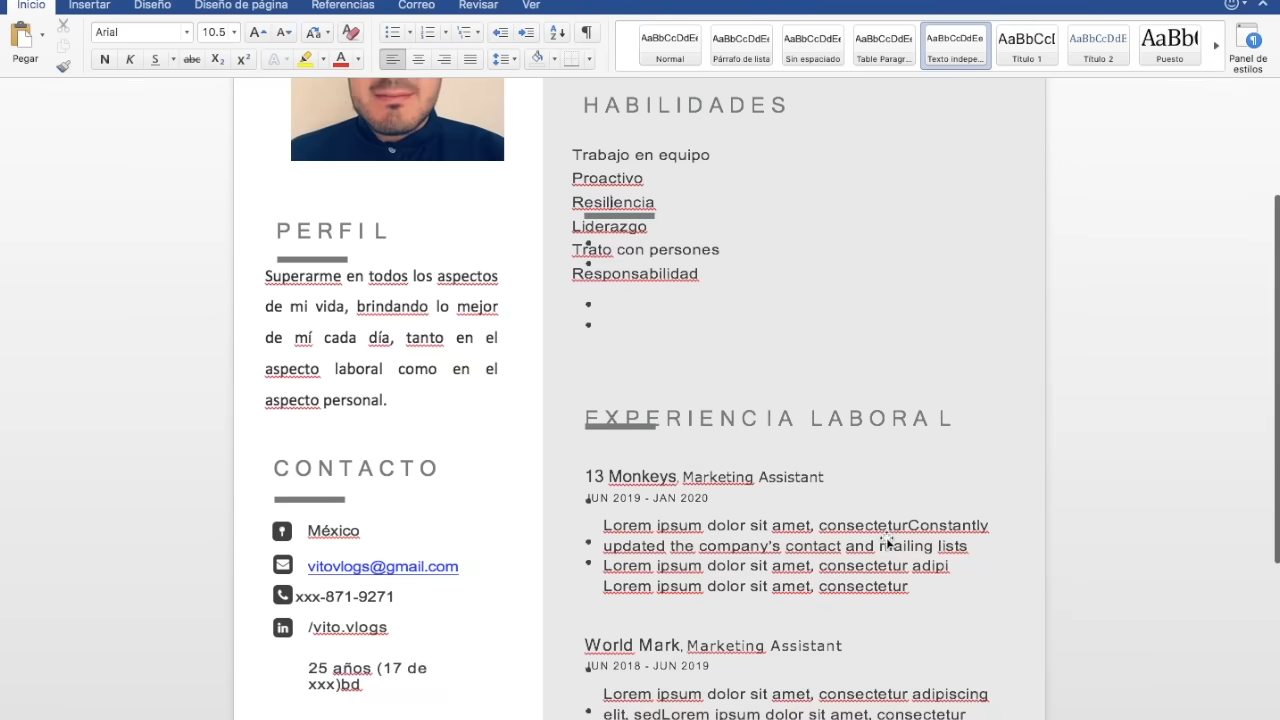 Inicio Insertar Diseño Diseño de página Referencias Correo Revisar Ver
Pegar
Arial 10.5
N K S abc X₂ X²
AaBbCcDdEe AaBbCcDdEe AaBbCcDdEe AaBbCcDdEe AaBbCcDdEe AaBbCcI AaBbCcDdE AaBb(
Normal Párrafo de lista Sin espaciado Table Paragr... Texto indepe... Título 1 Título 2 Puesto
Panel de estilos
PERFIL
Superarme en todos los aspectos
de mi vida, brindando lo mejor
de mí cada día, tanto en el
aspecto laboral como en el
aspecto personal.
CONTACTO
México
vitovlogs@gmail.com
xxx-871-9271
in /vito.vlogs
25 años (17 de
xxx)bd
HABILIDADES
Trabajo en equipo
Proactivo
Resiliencia
Liderazgo
Trato con persones
Responsabilidad
EXPERIENCIA LABORAL
13 Monkeys, Marketing Assistant
JUN 2019 - JAN 2020
Lorem ipsum dolor sit amet, consecteturConstantly
updated the company's contact and mailing lists
Lorem ipsum dolor sit amet, consectetur adipi
Lorem ipsum dolor sit amet, consectetur
World Mark, Marketing Assistant
JUN 2018 - JUN 2019
Lorem ipsum dolor sit amet, consectetur adipiscing
elit, sedLorem ipsum dolor sit amet, consectetur